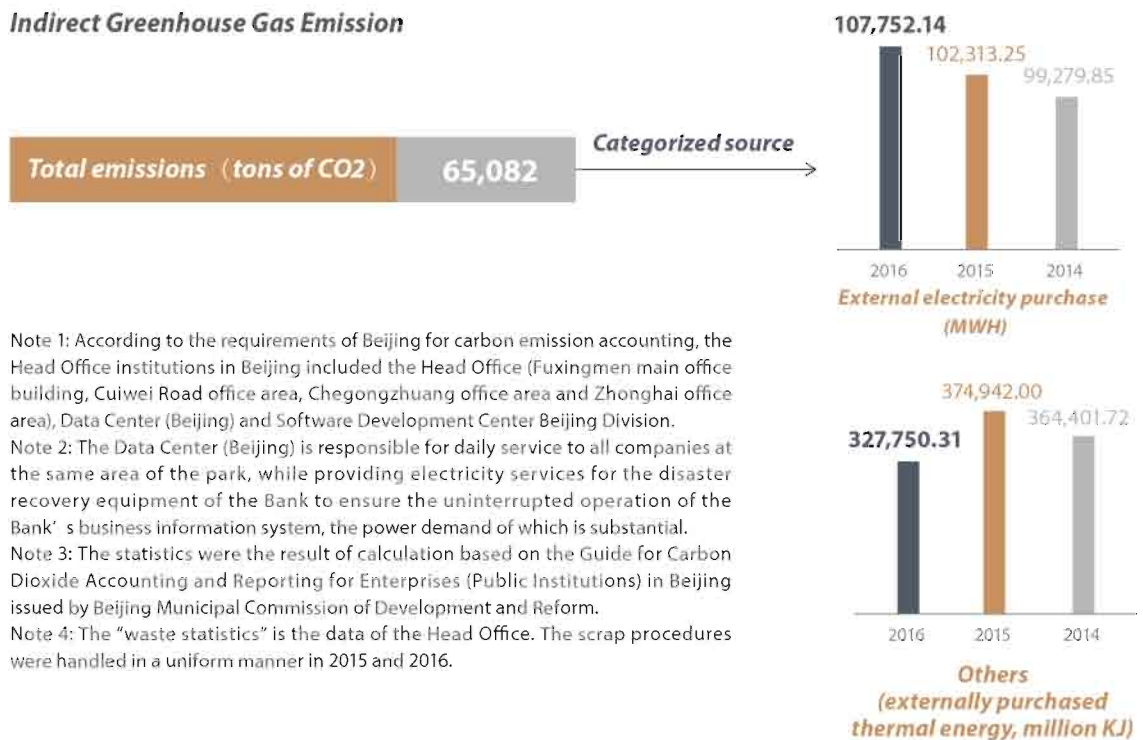 Indirect Greenhouse Gas Emission
Total emissions (tons of CO2)
65,082
Categorized source
107,752.14
102,313.25
99,279.85
2016
2015
2014
External electricity purchase
(MWH)
Note 1: According to the requirements of Beijing for carbon emission accounting, the
Head Office institutions in Beijing included the Head Office (Fuxingmen main office
building, Cuiwei Road office area, Chegongzhuang office area and Zhonghai office
area), Data Center (Beijing) and Software Development Center Beijing Division.
Note 2: The Data Center (Beijing) is responsible for daily service to all companies at
the same area of the park, while providing electricity services for the disaster
recovery equipment of the Bank to ensure the uninterrupted operation of the
Bank' s business information system, the power demand of which is substantial.
Note 3: The statistics were the result of calculation based on the Guide for Carbon
Dioxide Accounting and Reporting for Enterprises (Public Institutions) in Beijing
issued by Beijing Municipal Commission of Development and Reform.
Note 4: The "waste statistics" is the data of the Head Office. The scrap procedures
were handled in a uniform manner in 2015 and 2016.
327,750.31
374,942.00
364,401.72
2016
2015
2014
Others
(externally purchased
thermal energy, million KJ)